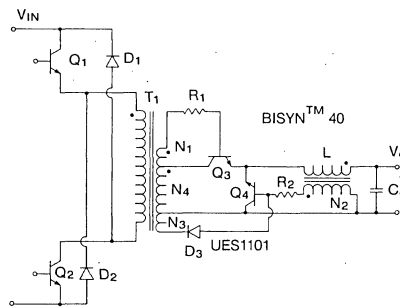 VIN
Q1
D1
T1
R1
BISYN™ 40
N1
Q3
L
N4
Q4
R2
N2
N3
D3
UES1101
Q2
D2